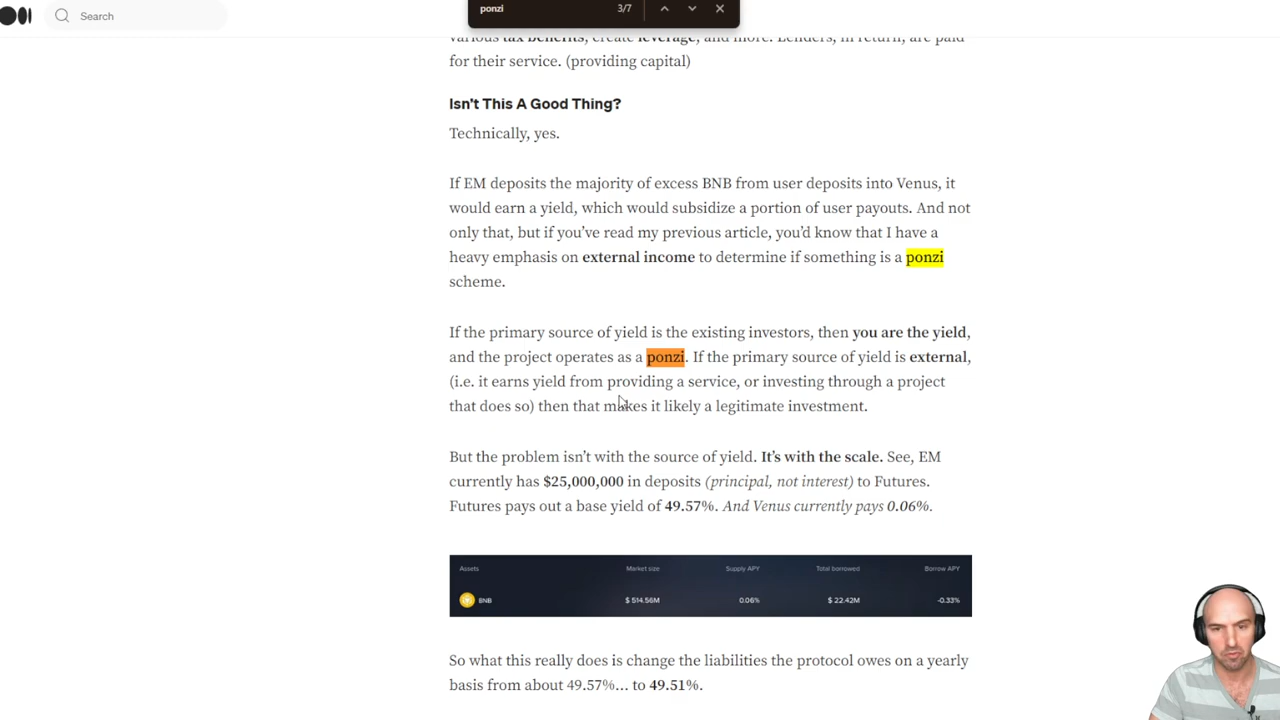 ponzi 3/7
Search
various tax benefits, create leverage, and more. Lenders, in return, are paid
for their service. (providing capital)
Isn't This A Good Thing?
Technically, yes.
If EM deposits the majority of excess BNB from user deposits into Venus, it
would earn a yield, which would subsidize a portion of user payouts. And not
only that, but if you've read my previous article, you'd know that I have a
heavy emphasis on external income to determine if something is a ponzi
scheme.
If the primary source of yield is the existing investors, then you are the yield,
and the project operates as a ponzi. If the primary source of yield is external,
(i.e. it earns yield from providing a service, or investing through a project
that does so) then that makes it likely a legitimate investment.
But the problem isn't with the source of yield. It's with the scale. See, EM
currently has $25,000,000 in deposits (principal, not interest) to Futures.
Futures pays out a base yield of 49.57%. And Venus currently pays 0.06%.
Assets Market size Supply APY Total borrowed Borrow APY
BNB $ 514.56M 0.06% $ 22.42M -0.33%
So what this really does is change the liabilities the protocol owes on a yearly
basis from about 49.57%... to 49.51%.